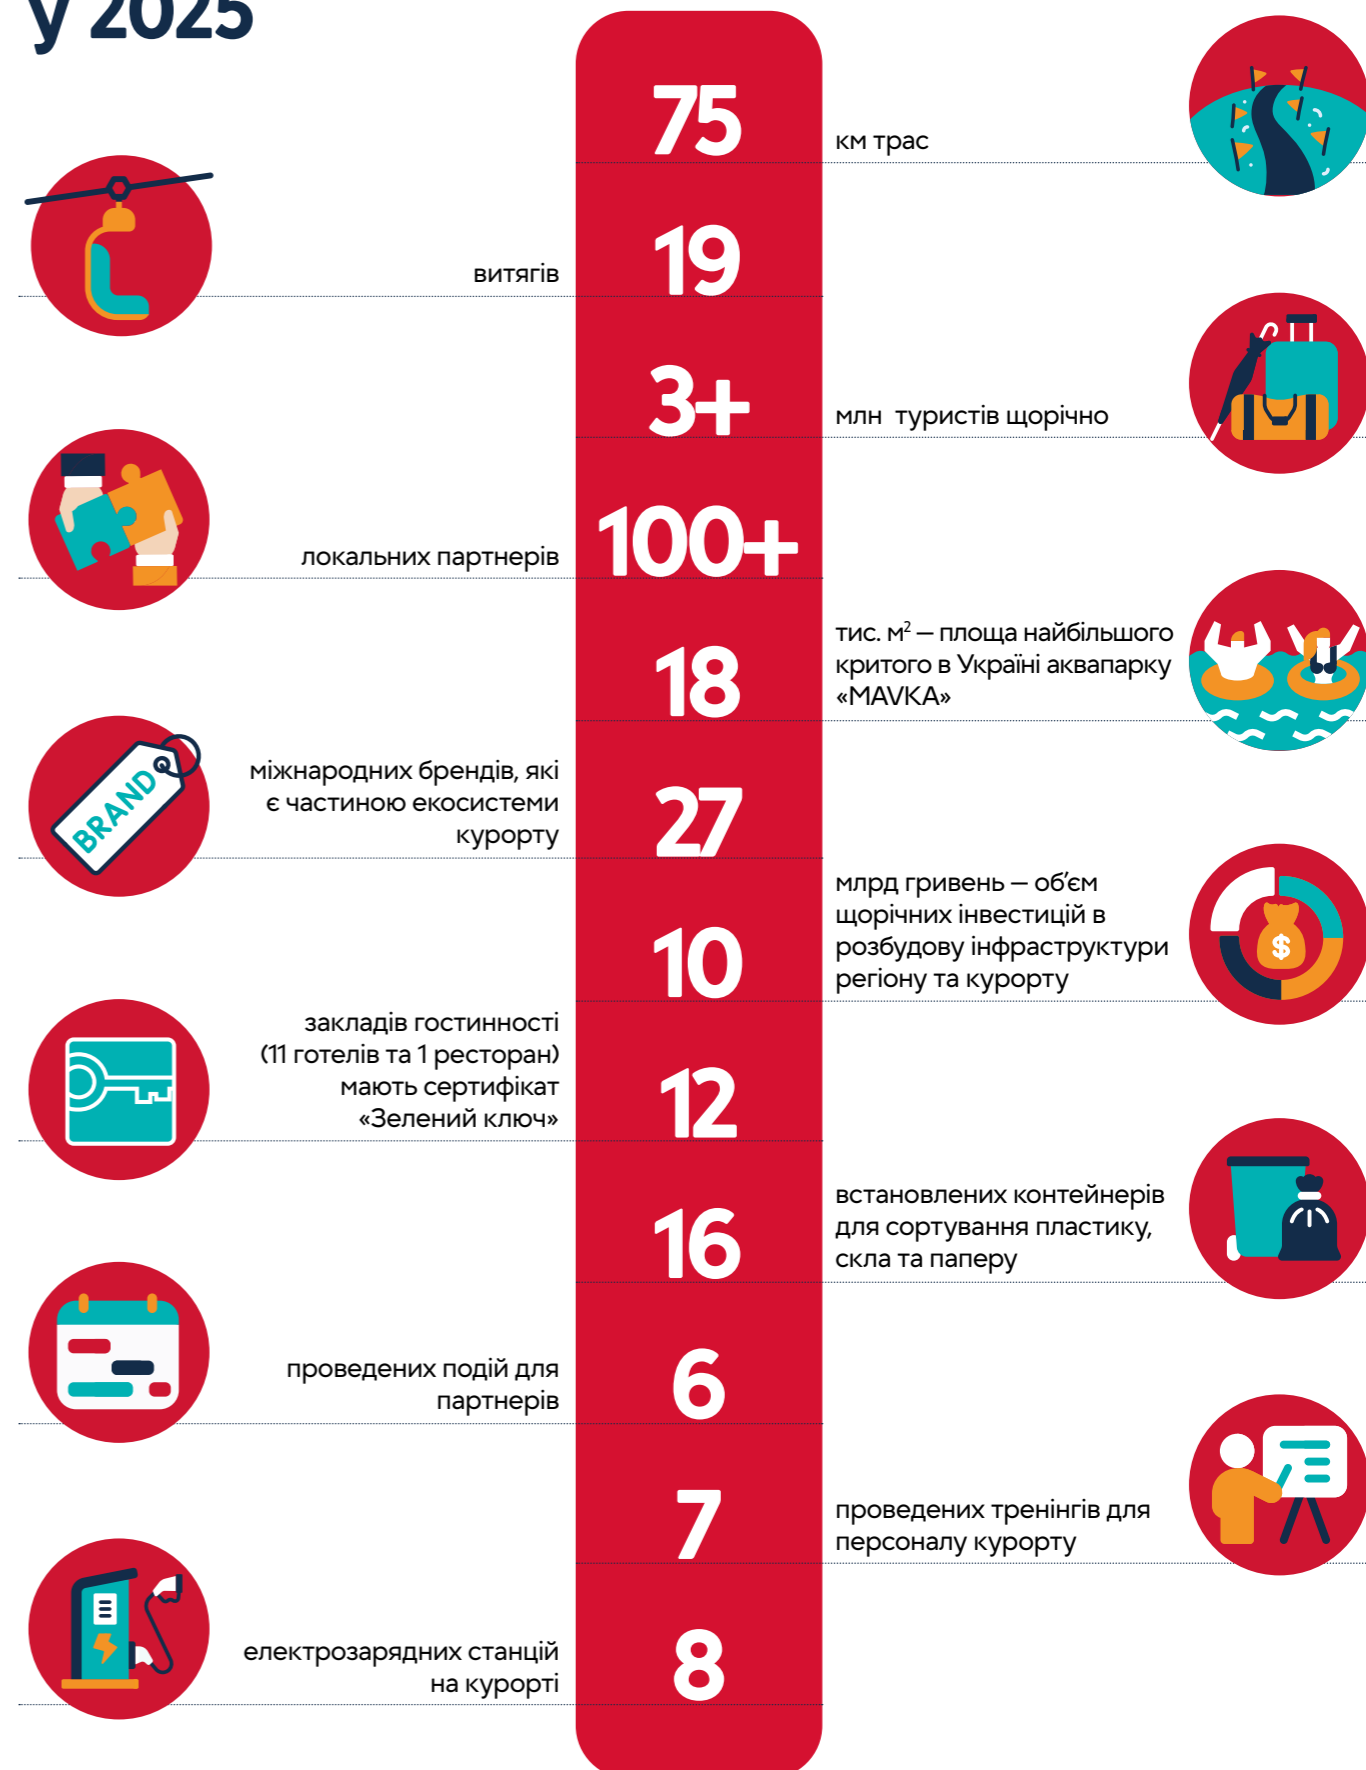 у 2025
75
км трас
витягів
19
3+
млн туристів щорічно
локальних партнерів
100+
18
тис. м² – площа найбільшого
критого в Україні аквапарку
«MAVKA»
BRAND
міжнародних брендів, які
є частиною екосистеми
курорту
27
10
млрд гривень – об’єм
щорічних інвестицій в
розбудову інфраструктури
регіону та курорту
$
закладів гостинності
(11 готелів та 1 ресторан)
мають сертифікат
«Зелений ключ»
12
16
встановлених контейнерів
для сортування пластику,
скла та паперу
проведених подій для
партнерів
6
7
проведених тренінгів для
персоналу курорту
електрозарядних станцій
на курорті
8